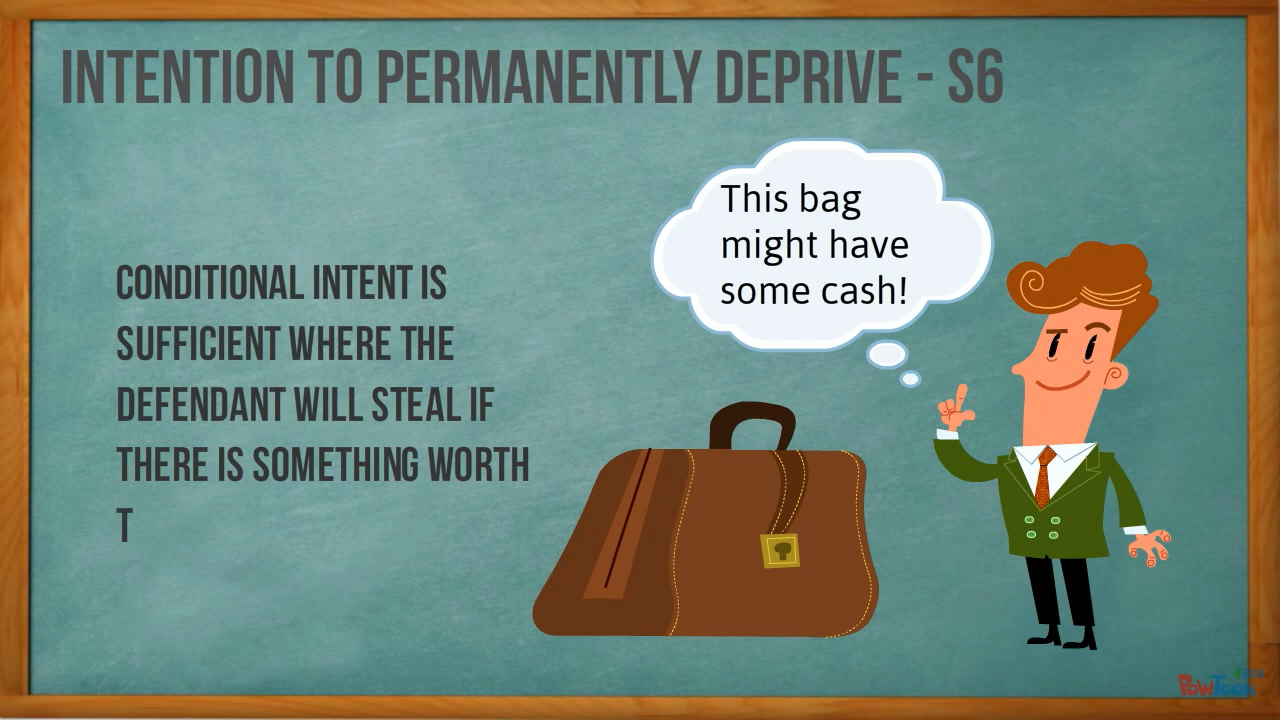 INTENTION TO PERMANENTLY DEPRIVE - S6
This bag
might have
some cash!
CONDITIONAL INTENT IS
SUFFICIENT WHERE THE
DEFENDANT WILL STEAL IF
THERE IS SOMETHING WORTH
T
PowToon